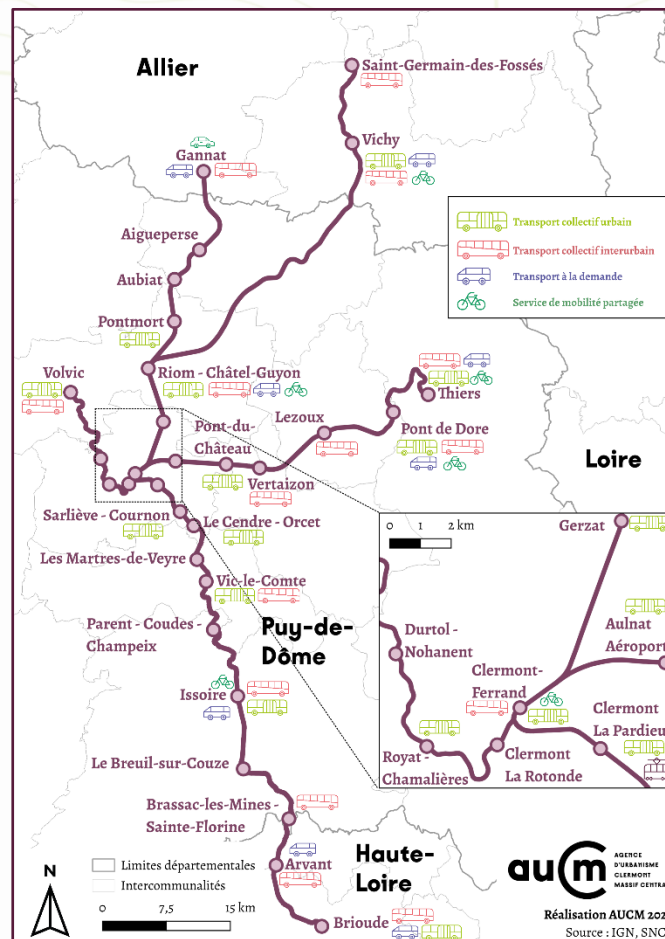 Allier
Saint-Germain-des-Fossés
Vichy
Gannat
Aigueperse
Aubiat
Pontmort
Transport collectif urbain
Transport collectif interurbain
Transport à la demande
Service de mobilité partagée
Volvic
Riom - Châtel-Guyon
Thiers
Lezoux
Pont-du-
Château
Pont de Dore
Vertaizon
Loire
Sarliève - Cournon
Le Cendre - Orcet
Les Martres-de-Veyre
Vic-le-Comte
Parent - Coudes -
Champeix
Puy-de-
Dôme
Issoire
Le Breuil-sur-Couze
Brassac-les-Mines -
Sainte-Florine
Arvant
Haute-
Loire
Brioude
0 1 2 km
Gerzat
Aulnat
Aéroport
Durtol -
Nohanent
Clermont-
Ferrand
Clermont
La Pardieu
Royat -
Chamalières
Clermont
La Rotonde
Limites départementales
Intercommunalités
N
0 7,5 15 km
aucm
AGENCE
D'URBANISME
CLERMONT
MASSIF CENTRAL
Réalisation AUCM
Source : IGN,